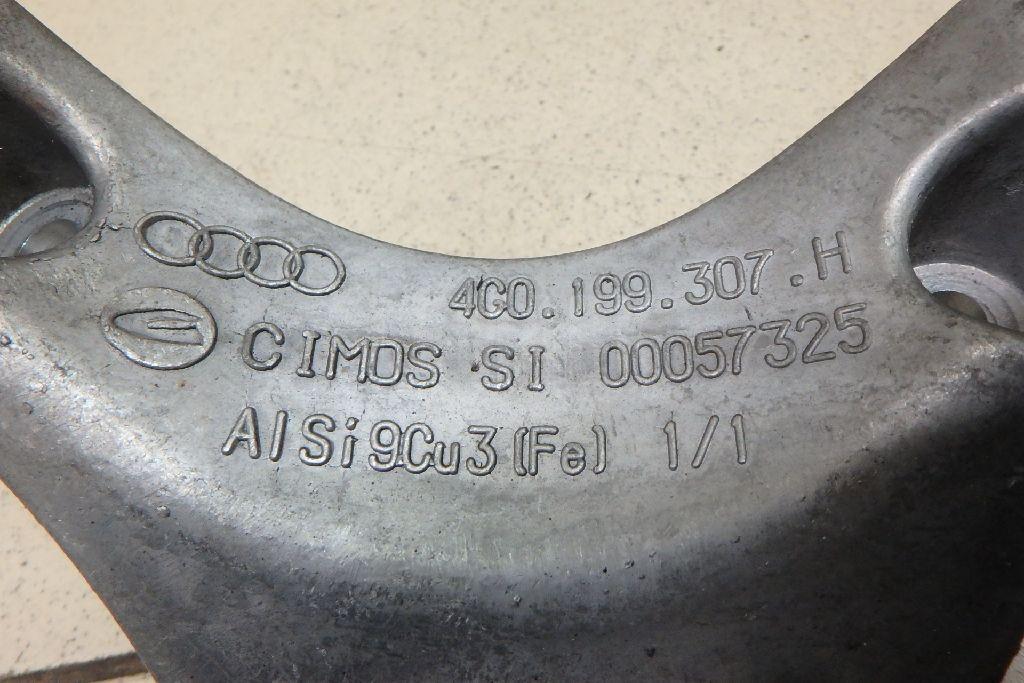 4G0.199.307.H
CIMOS SI 00057325
AlSi9Cu3(Fe) 1/1